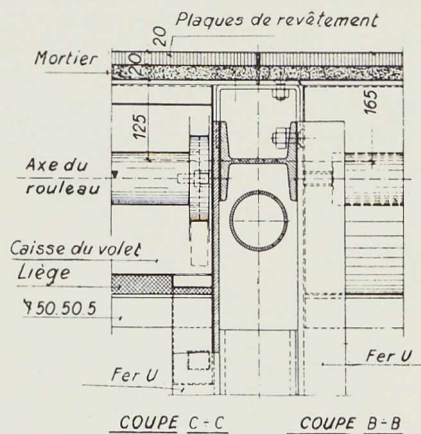 Plaques de revêtement
20
Mortier
20
125
165
Axe du
rouleau
Caisse du volet
Liège
50.50.5
Fer U
Fer U
COUPE C-C
COUPE B-B